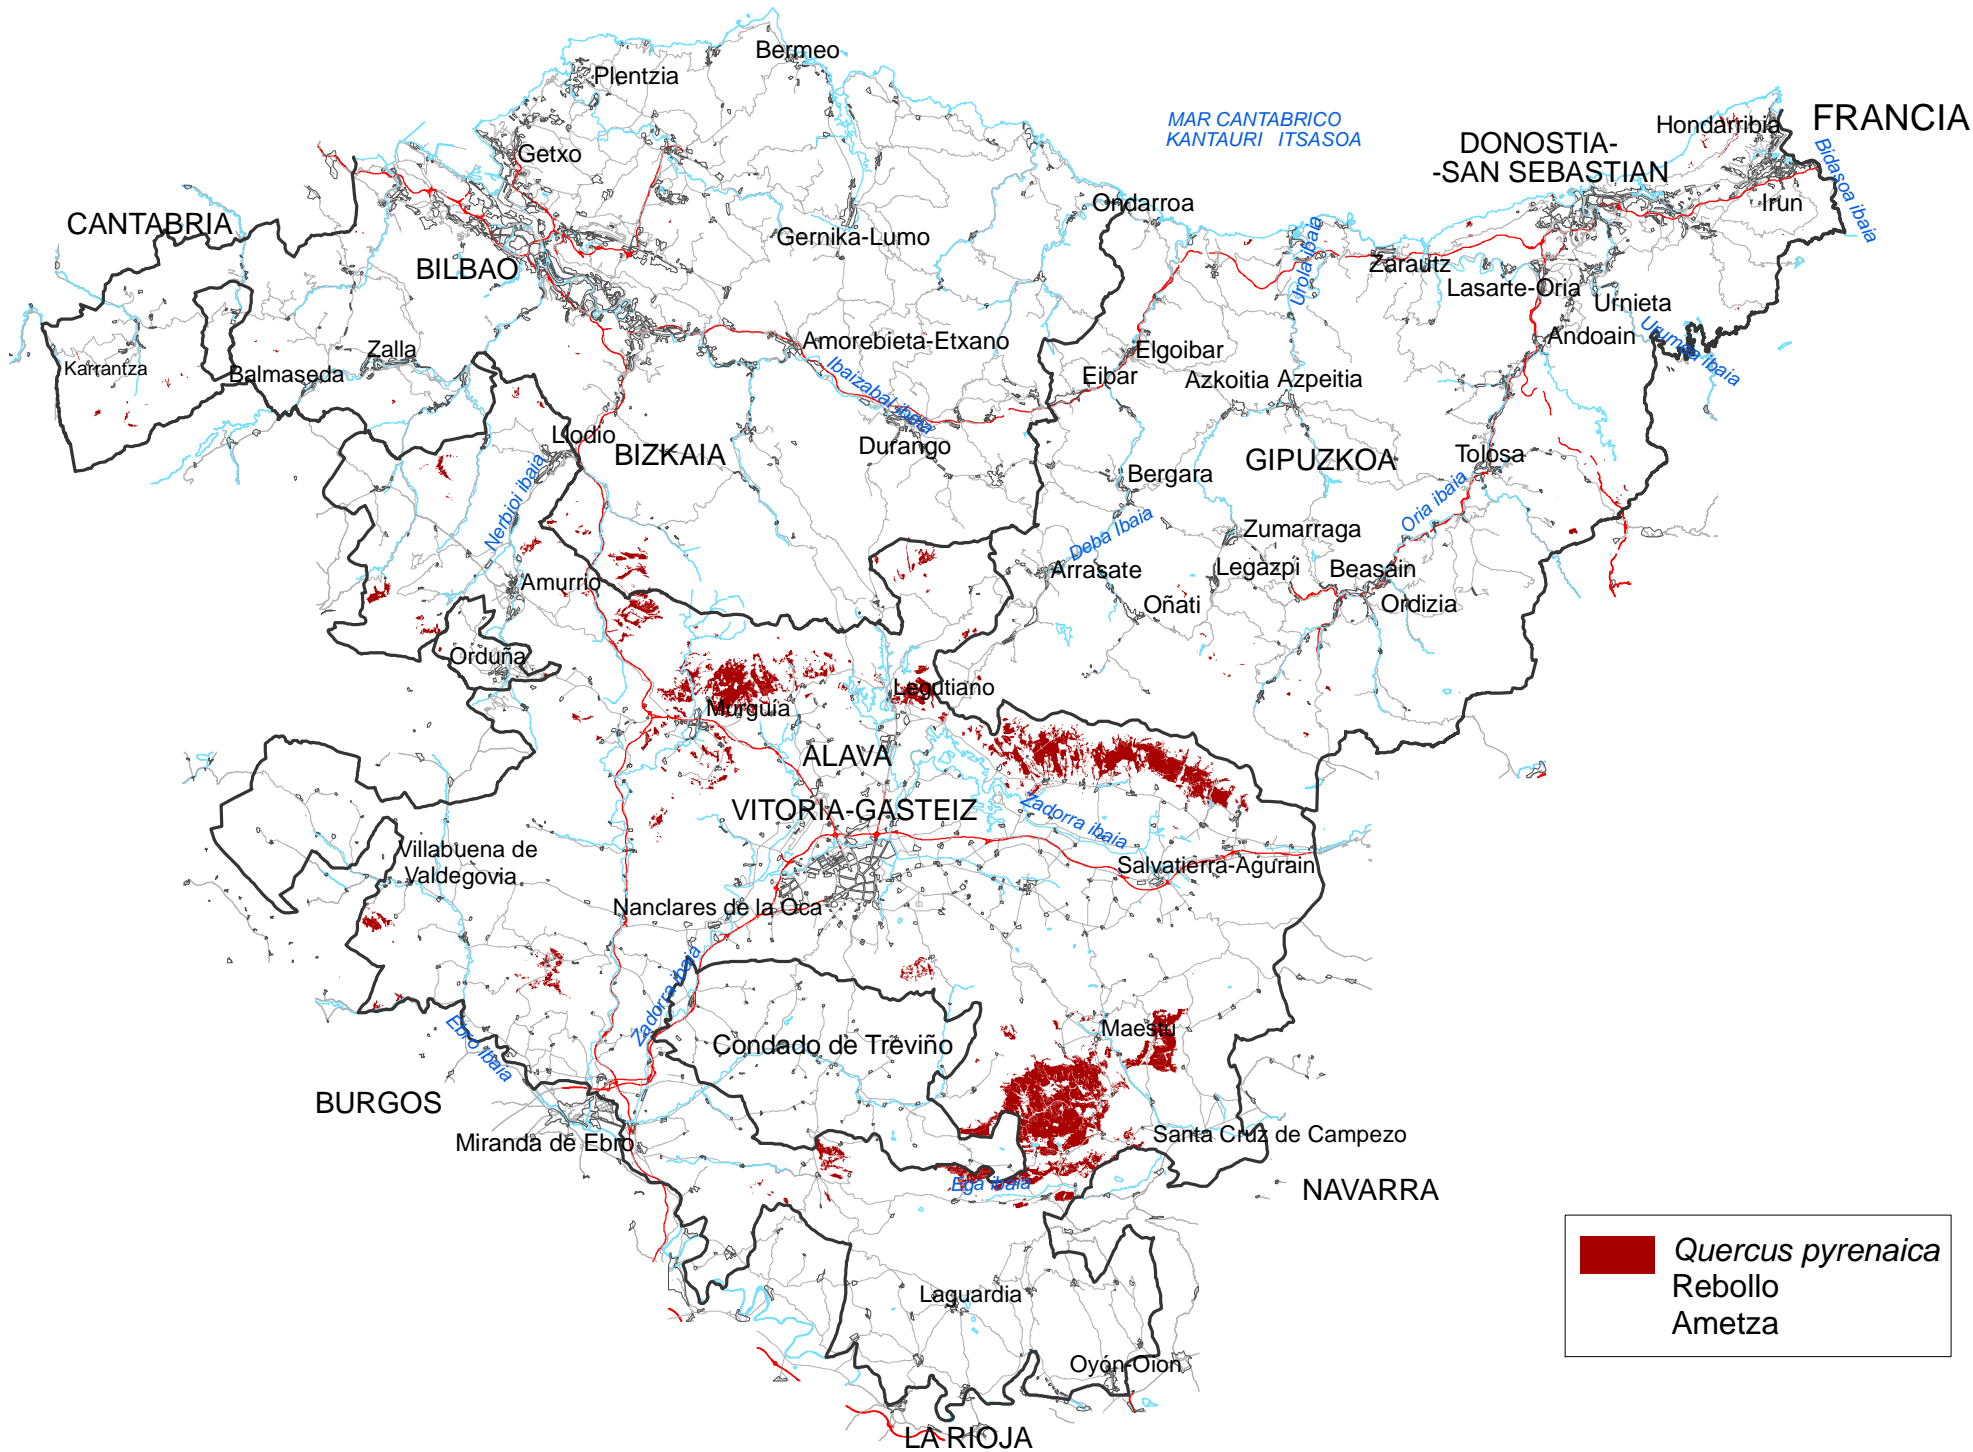 Bermeo
Plentzia
MAR CANTABRICO
KANTAURI ITSASOA
Hondarribia
FRANCIA
DONOSTIA-
-SAN SEBASTIAN
Bidasoa ibaia
Getxo
Irun
Ondarroa
CANTABRIA
Gernika-Lumo
BILBAO
Urola Ibaia
Zarautz
Lasarte-Oria
Urnieta
Andoain
Urumea ibaia
Amorebieta-Etxano
Elgoibar
Zalla
Karrantza
Balmaseda
Ibaizabal ibaia
Eibar
Azkoitia
Azpeitia
Llodio
BIZKAIA
Durango
GIPUZKOA
Tolosa
Bergara
Nerbioi ibaia
Oria ibaia
Deba Ibaia
Zumarraga
Amurrio
Arrasate
Legazpi
Beasain
Oñati
Ordizia
Orduña
Legutiano
Murguía
ALAVA
VITORIA-GASTEIZ
Zadorra ibaia
Villabuena de
Valdegovia
Salvatierra-Agurain
Nanclares de la Oca
Zadorra ibaia
Ebro ibaia
Condado de Treviño
Maestu
BURGOS
Miranda de Ebro
Santa Cruz de Campezo
Ega ibaia
NAVARRA
Quercus pyrenaica
Rebollo
Ametza
Laguardia
Oyón-Oion
LA RIOJA